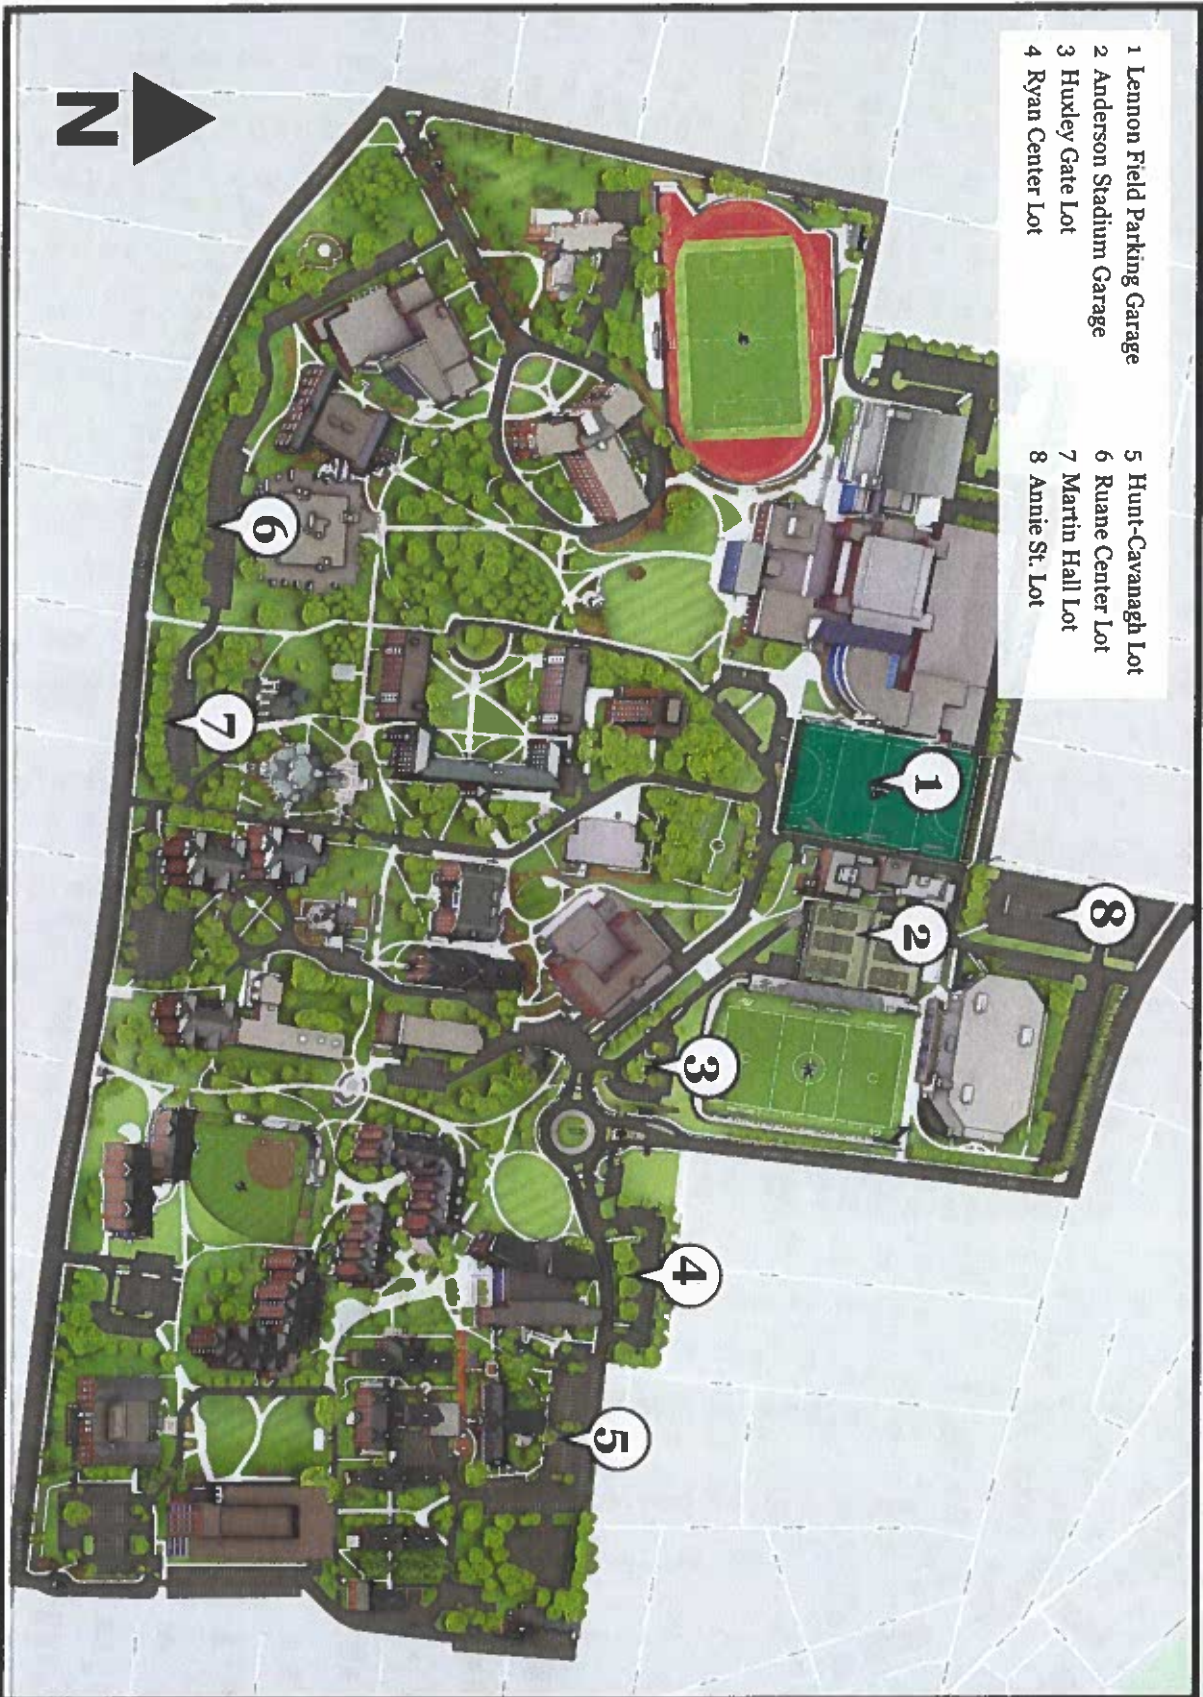 1 Lennon Field Parking Garage
2 Anderson Stadium Garage
3 Huxley Gate Lot
4 Ryan Center Lot
5 Hunt-Cavanagh Lot
6 Ruane Center Lot
7 Martin Hall Lot
8 Annie St. Lot
1
8
2
3
4
5
6
7
N